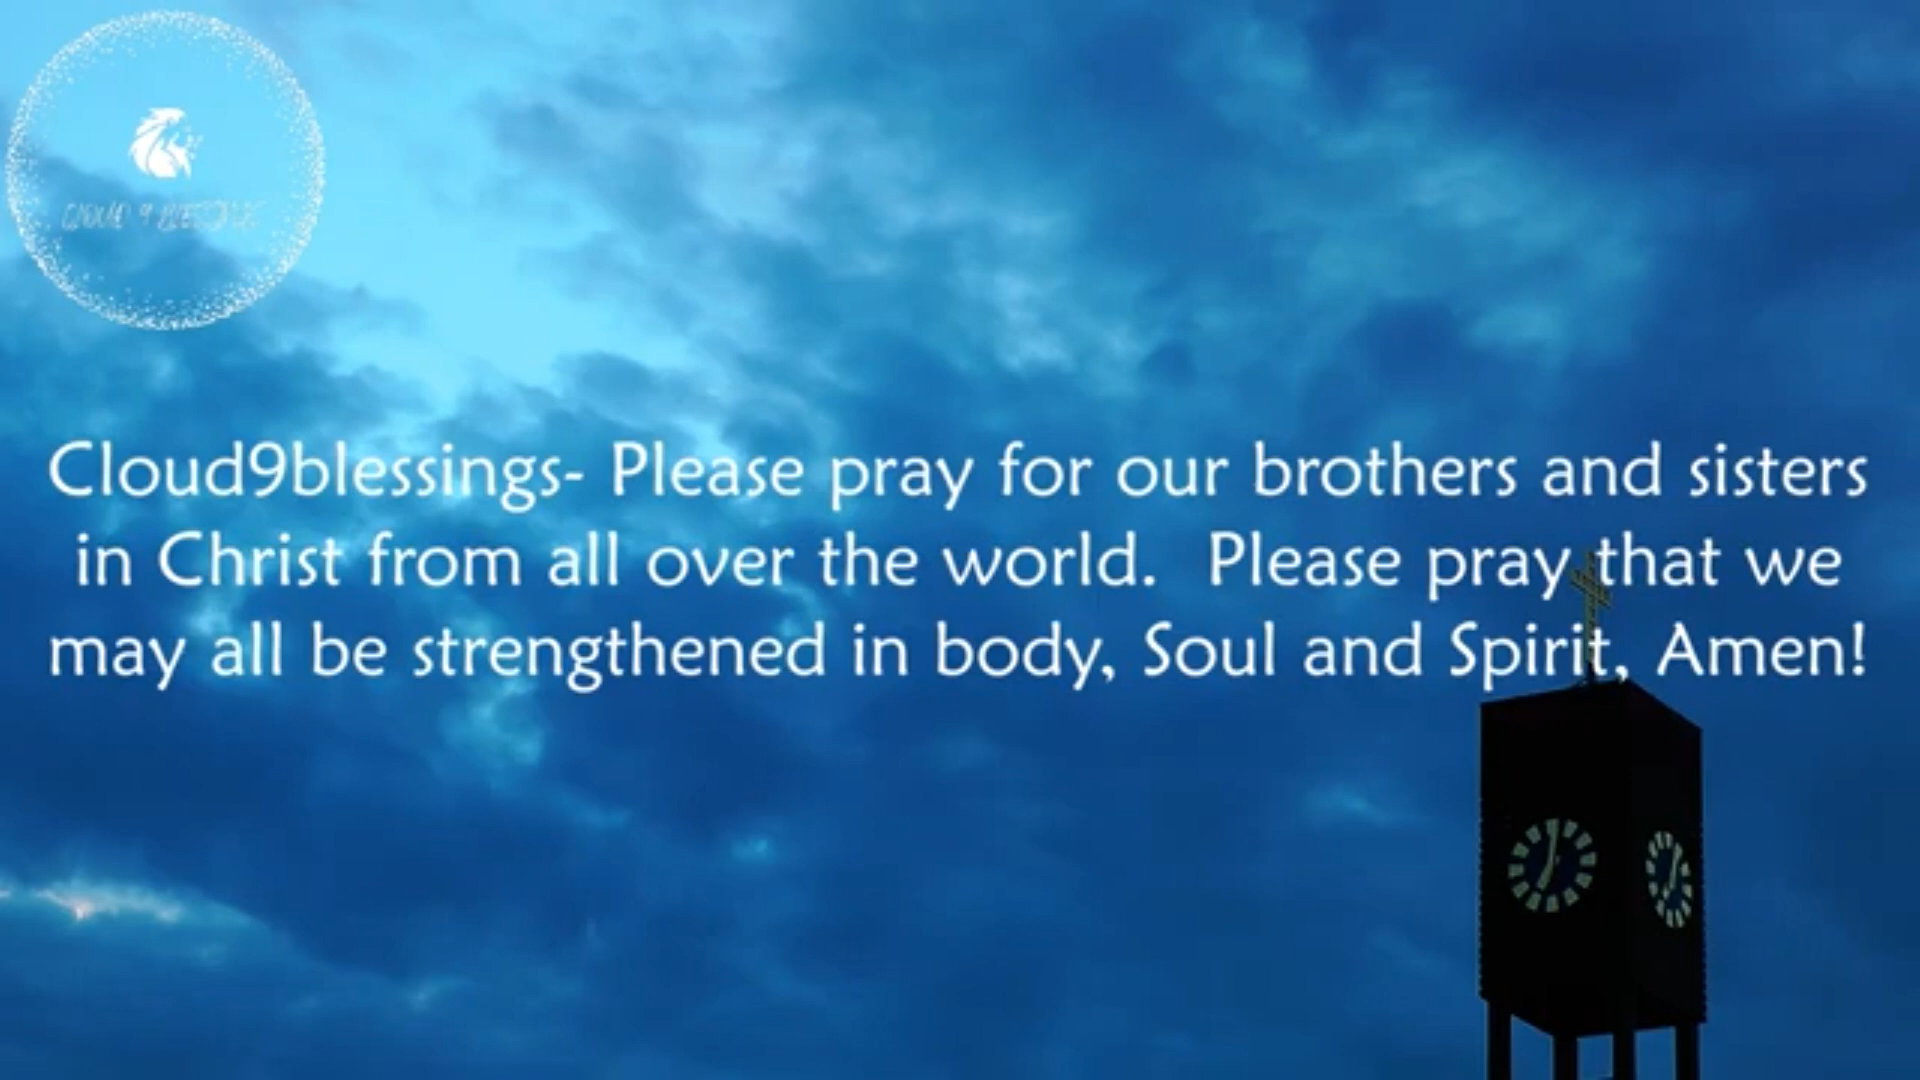 Cloud9blessings- Please pray for our brothers and sisters
in Christ from all over the world.  Please pray that we
may all be strengthened in body, Soul and Spirit, Amen!